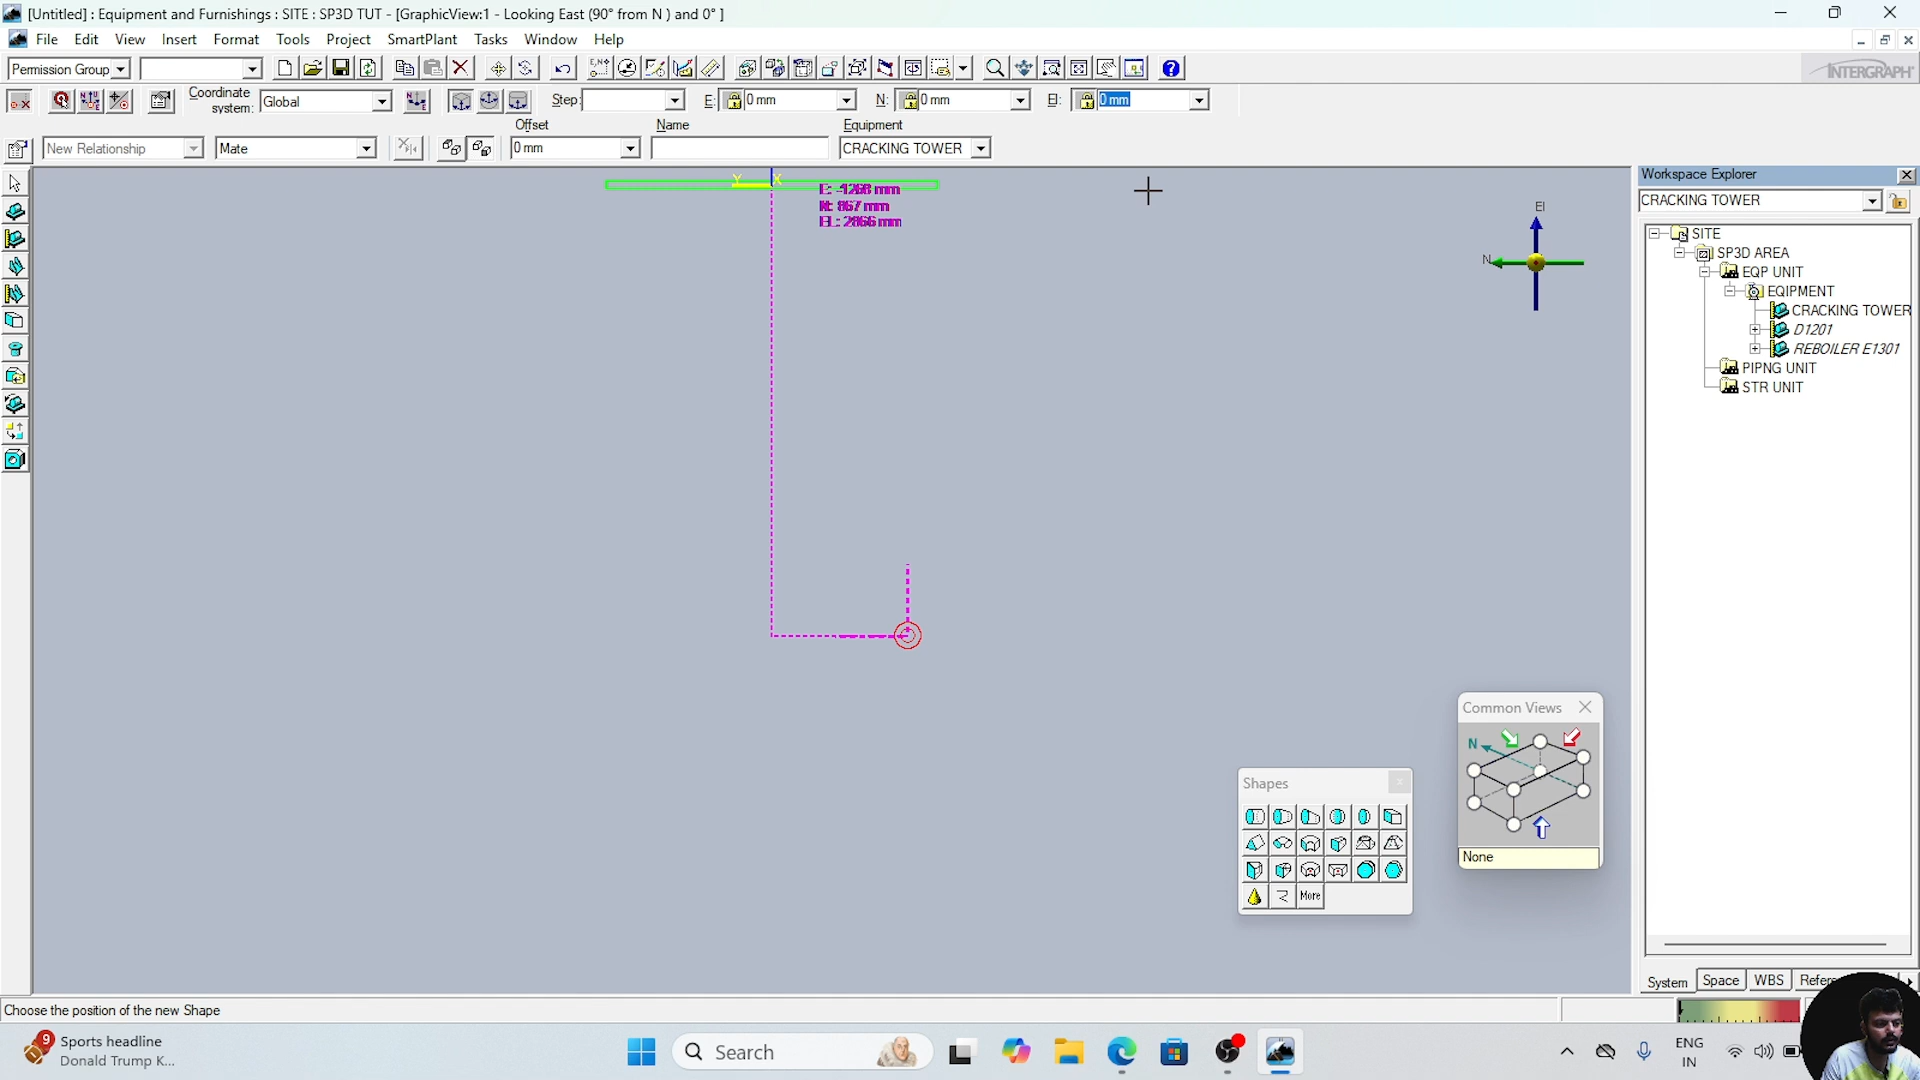 [Untitled] : Equipment and Furnishings : SITE : SP3D TUT - [GraphicView:1 - Looking East (90° from N ) and 0° ]
File Edit View Insert Format Tools Project SmartPlant Tasks Window Help
Permission Group
INTERGRAPH
Coordinate system: Global Step: E: 0 mm N: 0 mm El: 0 mm
Offset Name Equipment
New Relationship Mate 0 mm CRACKING TOWER
Workspace Explorer
CRACKING TOWER
Y X
E: -1268 mm
N: 867 mm
EL: 2866 mm
El
N
SITE
SP3D AREA
EQP UNIT
EQIPMENT
CRACKING TOWER
D1201
REBOILER E1301
PIPNG UNIT
STR UNIT
Common Views
N
None
Shapes
More
System Space WBS
Choose the position of the new Shape
9
Sports headline
Donald Trump K...
Search
ENG
IN